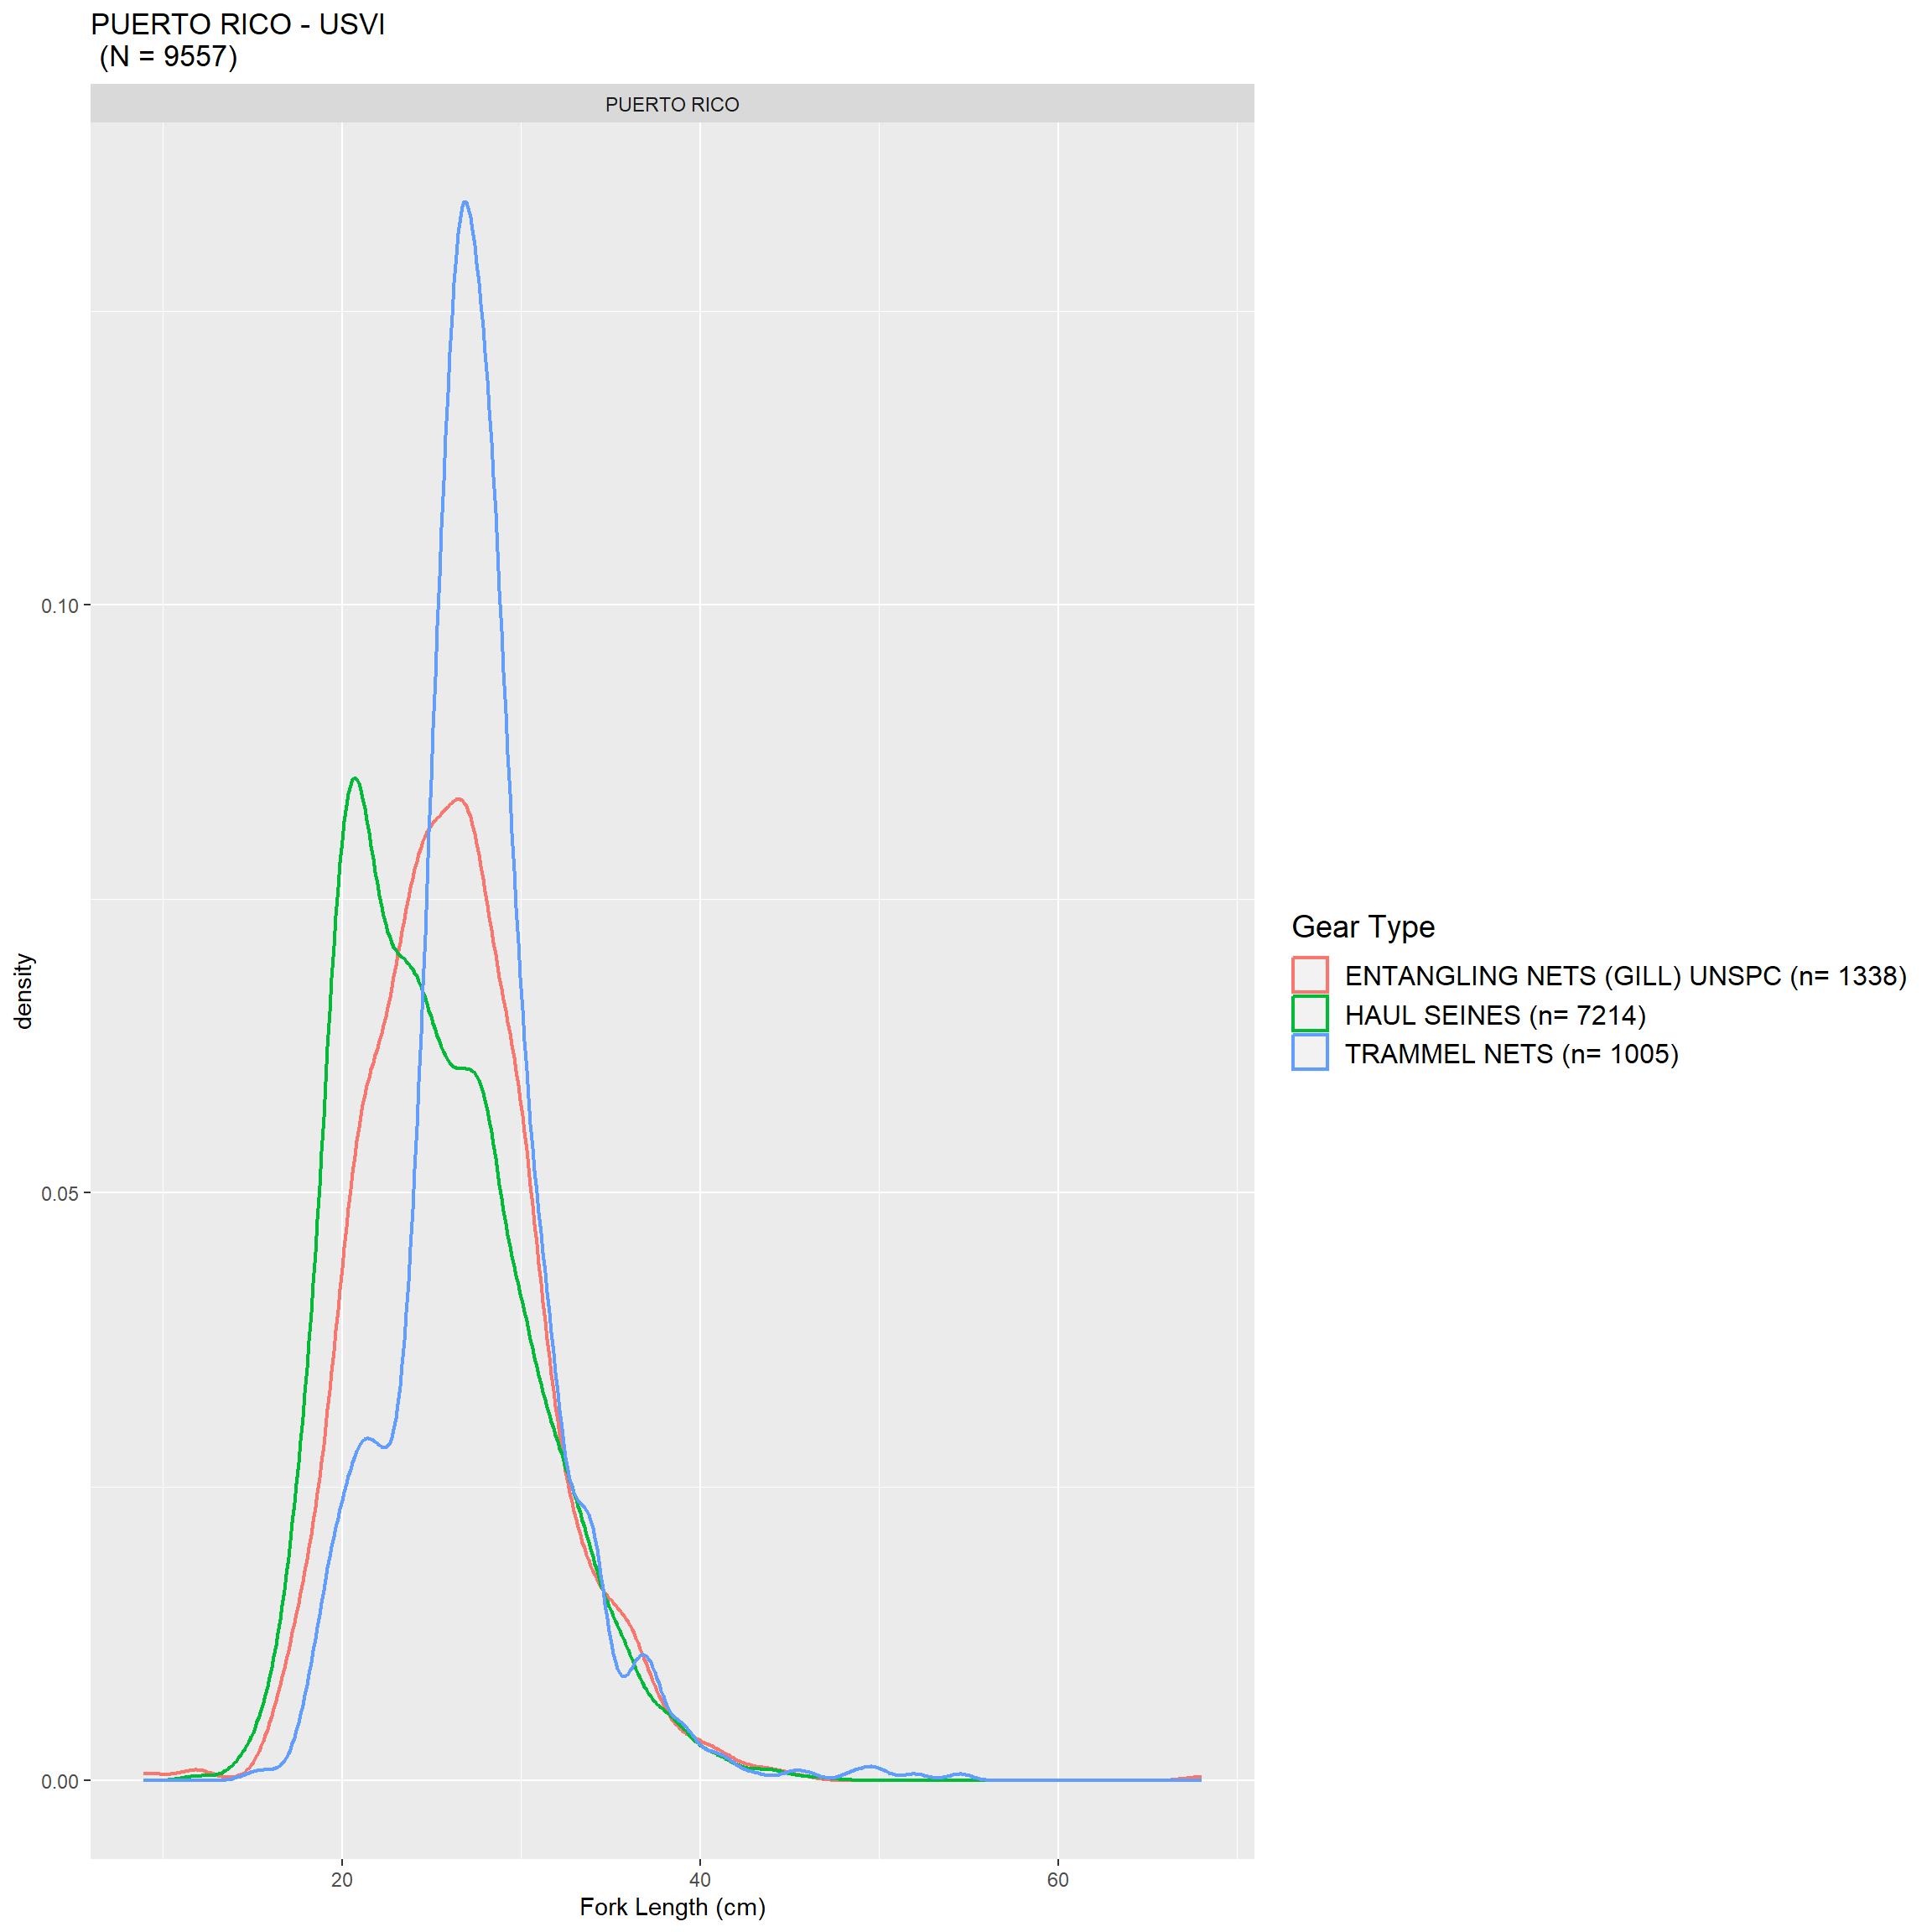 PUERTO RICO - USVI
(N = 9557)
PUERTO RICO
0.10
0.05
0.00
density
20 40 60
Fork Length (cm)
Gear Type
ENTANGLING NETS (GILL) UNSPC (n= 1338)
HAUL SEINES (n= 7214)
TRAMMEL NETS (n= 1005)